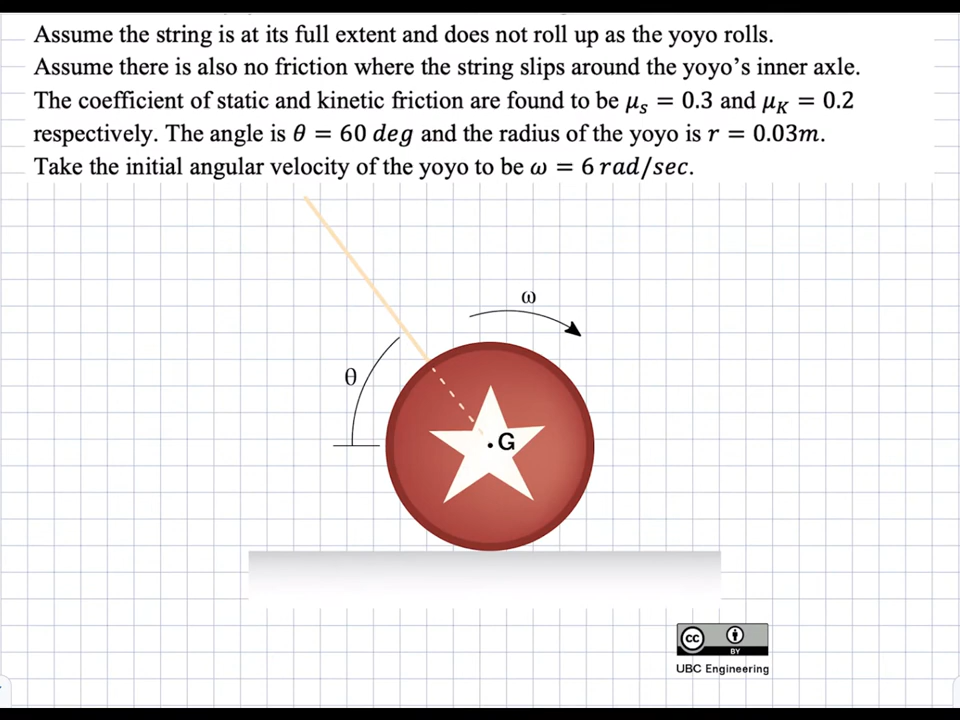 Assume the string is at its full extent and does not roll up as the yoyo rolls.
Assume there is also no friction where the string slips around the yoyo's inner axle.
The coefficient of static and kinetic friction are found to be μₛ = 0.3 and μ_K = 0.2
respectively. The angle is θ = 60 deg and the radius of the yoyo is r = 0.03m.
Take the initial angular velocity of the yoyo to be ω = 6 rad/sec.
ω
θ
G
cc
BY
UBC Engineering